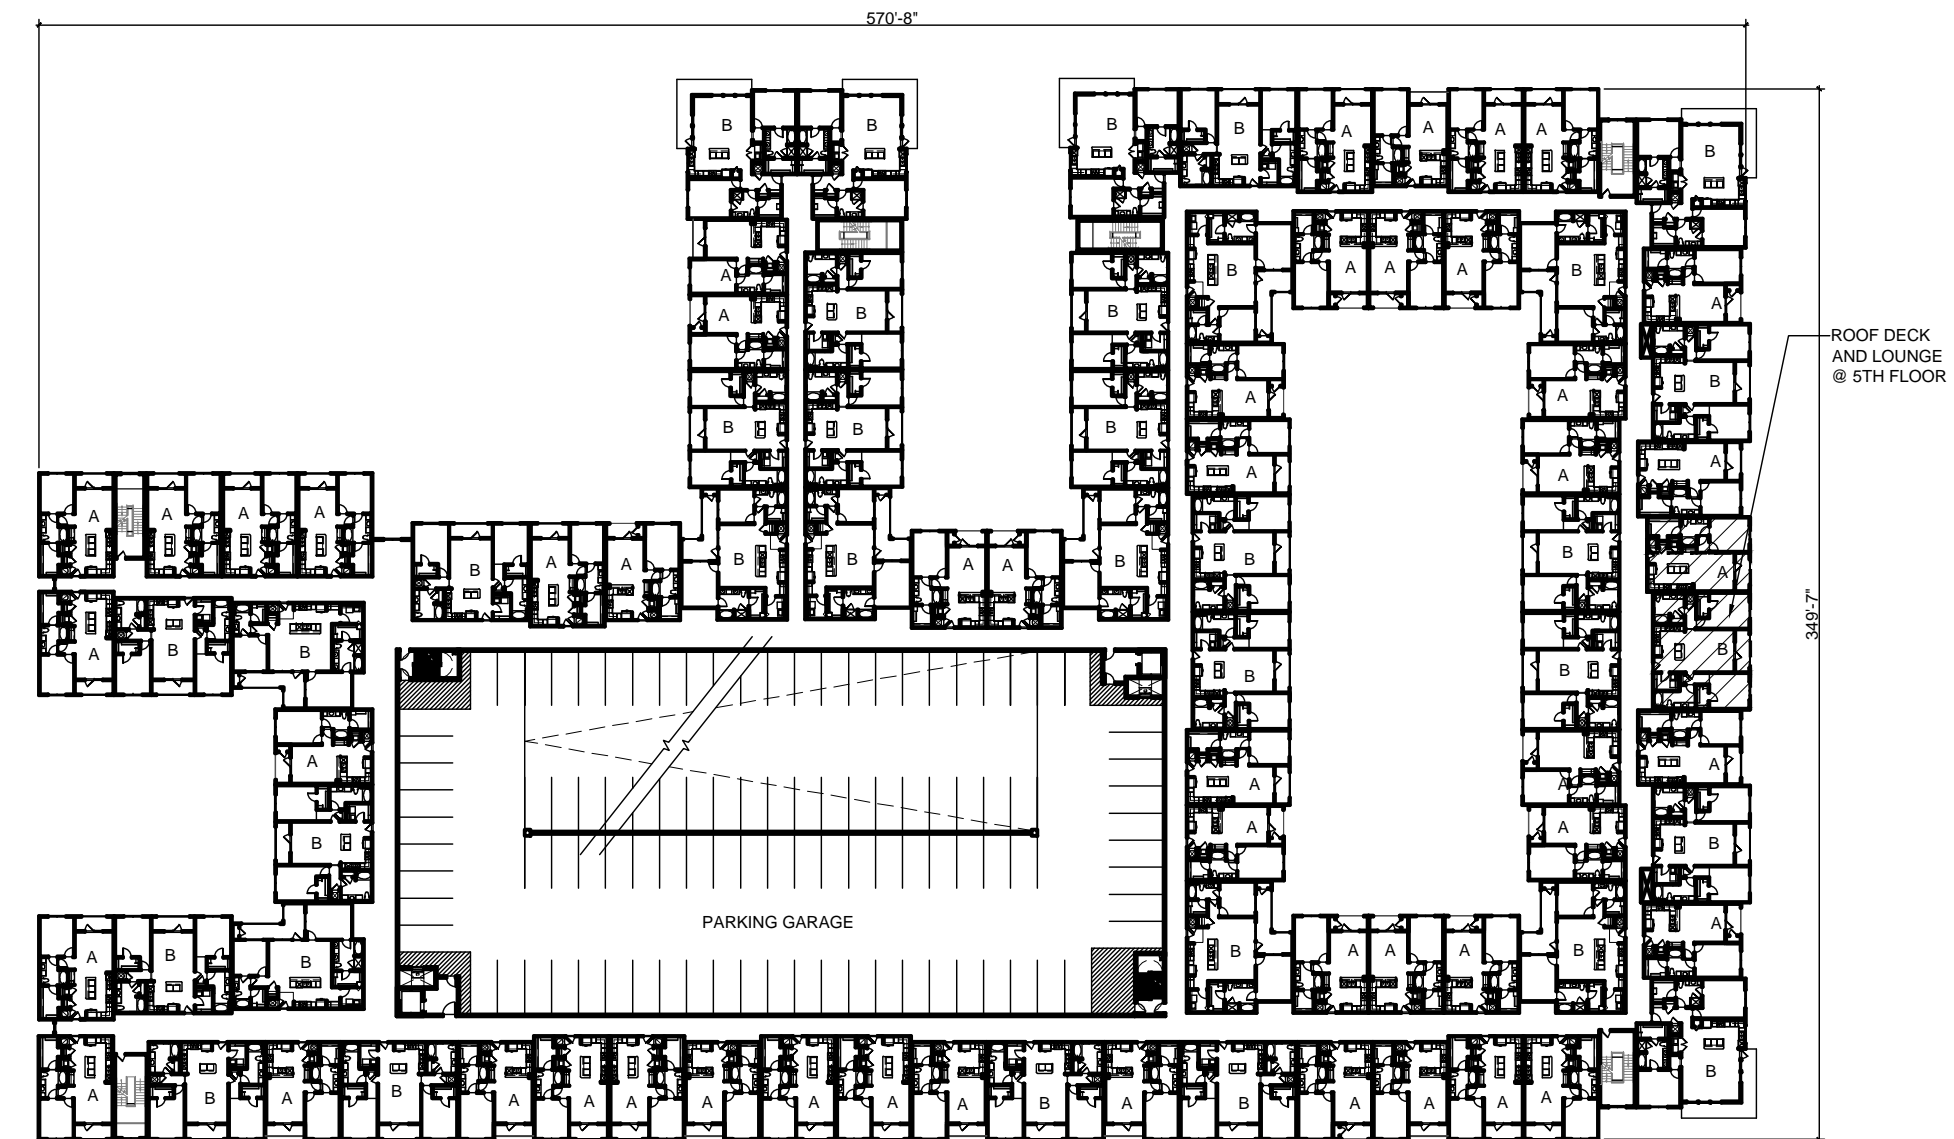 570'-8"
B B B B A A A A B
A B B A A A B A
A B B A A A
B B B A A B
A A
A A A A A B B A A B B A A B B B B A
A B B B B B
A A A
B B A
A A A
B B A A A B B
A B A B A A A A A A A B A B A A A A B
ROOF DECK
AND LOUNGE
@ 5TH FLOOR
349'-7"
PARKING GARAGE